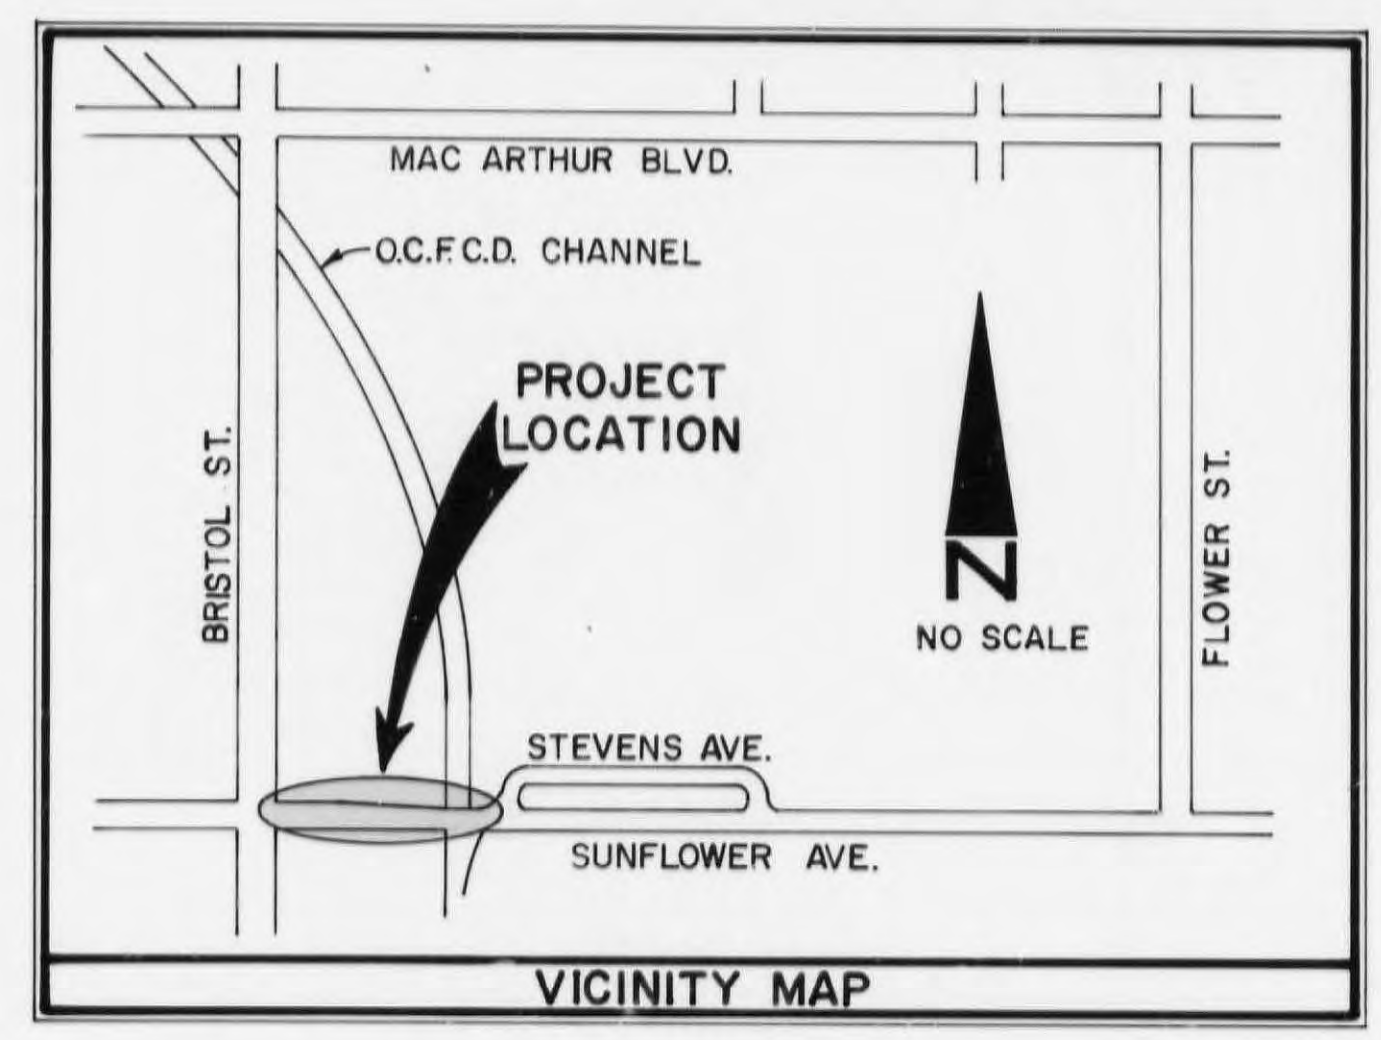 MAC ARTHUR BLVD.
O.C.F.C.D. CHANNEL
PROJECT
LOCATION
BRISTOL ST.
FLOWER ST.
N
NO SCALE
STEVENS AVE.
SUNFLOWER AVE.
VICINITY MAP